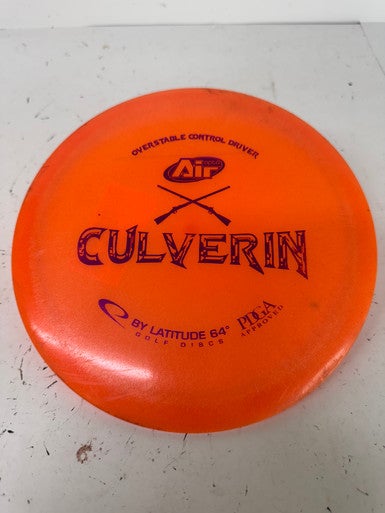 OVERSTABLE CONTROL DRIVER
Air
CULVERIN
BY LATITUDE 64°
GOLF DISCS
PDGA
APPROVED